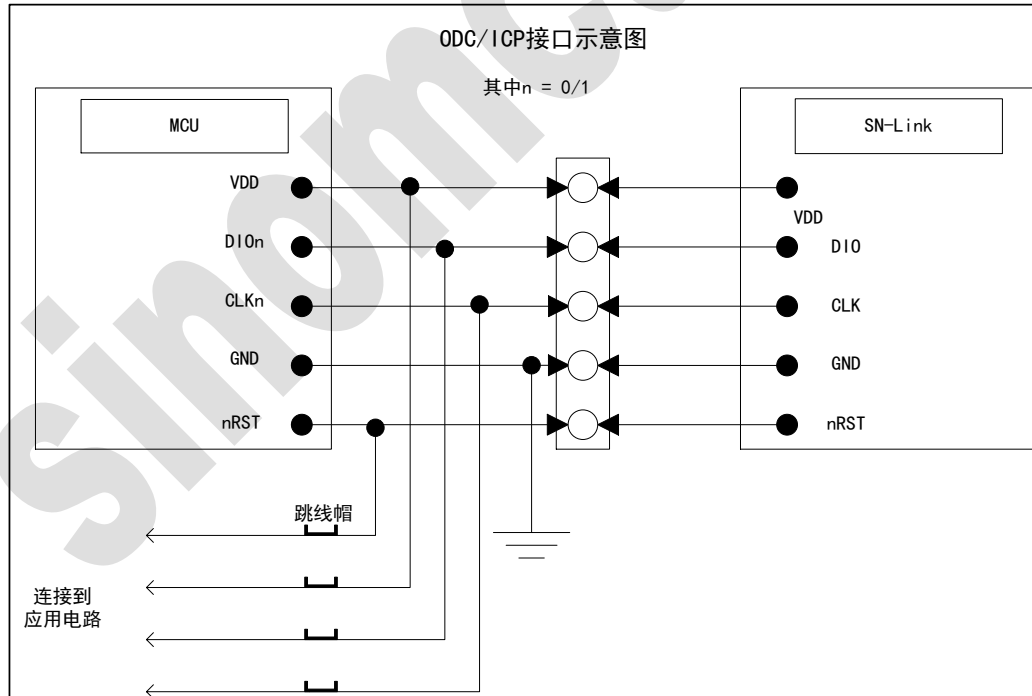 ODC/ICP接口示意图
其中n = 0/1
MCU
SN-Link
VDD
VDD
DIOn
DIO
CLKn
CLK
GND
GND
nRST
nRST
跳线帽
连接到
应用电路
sinomc